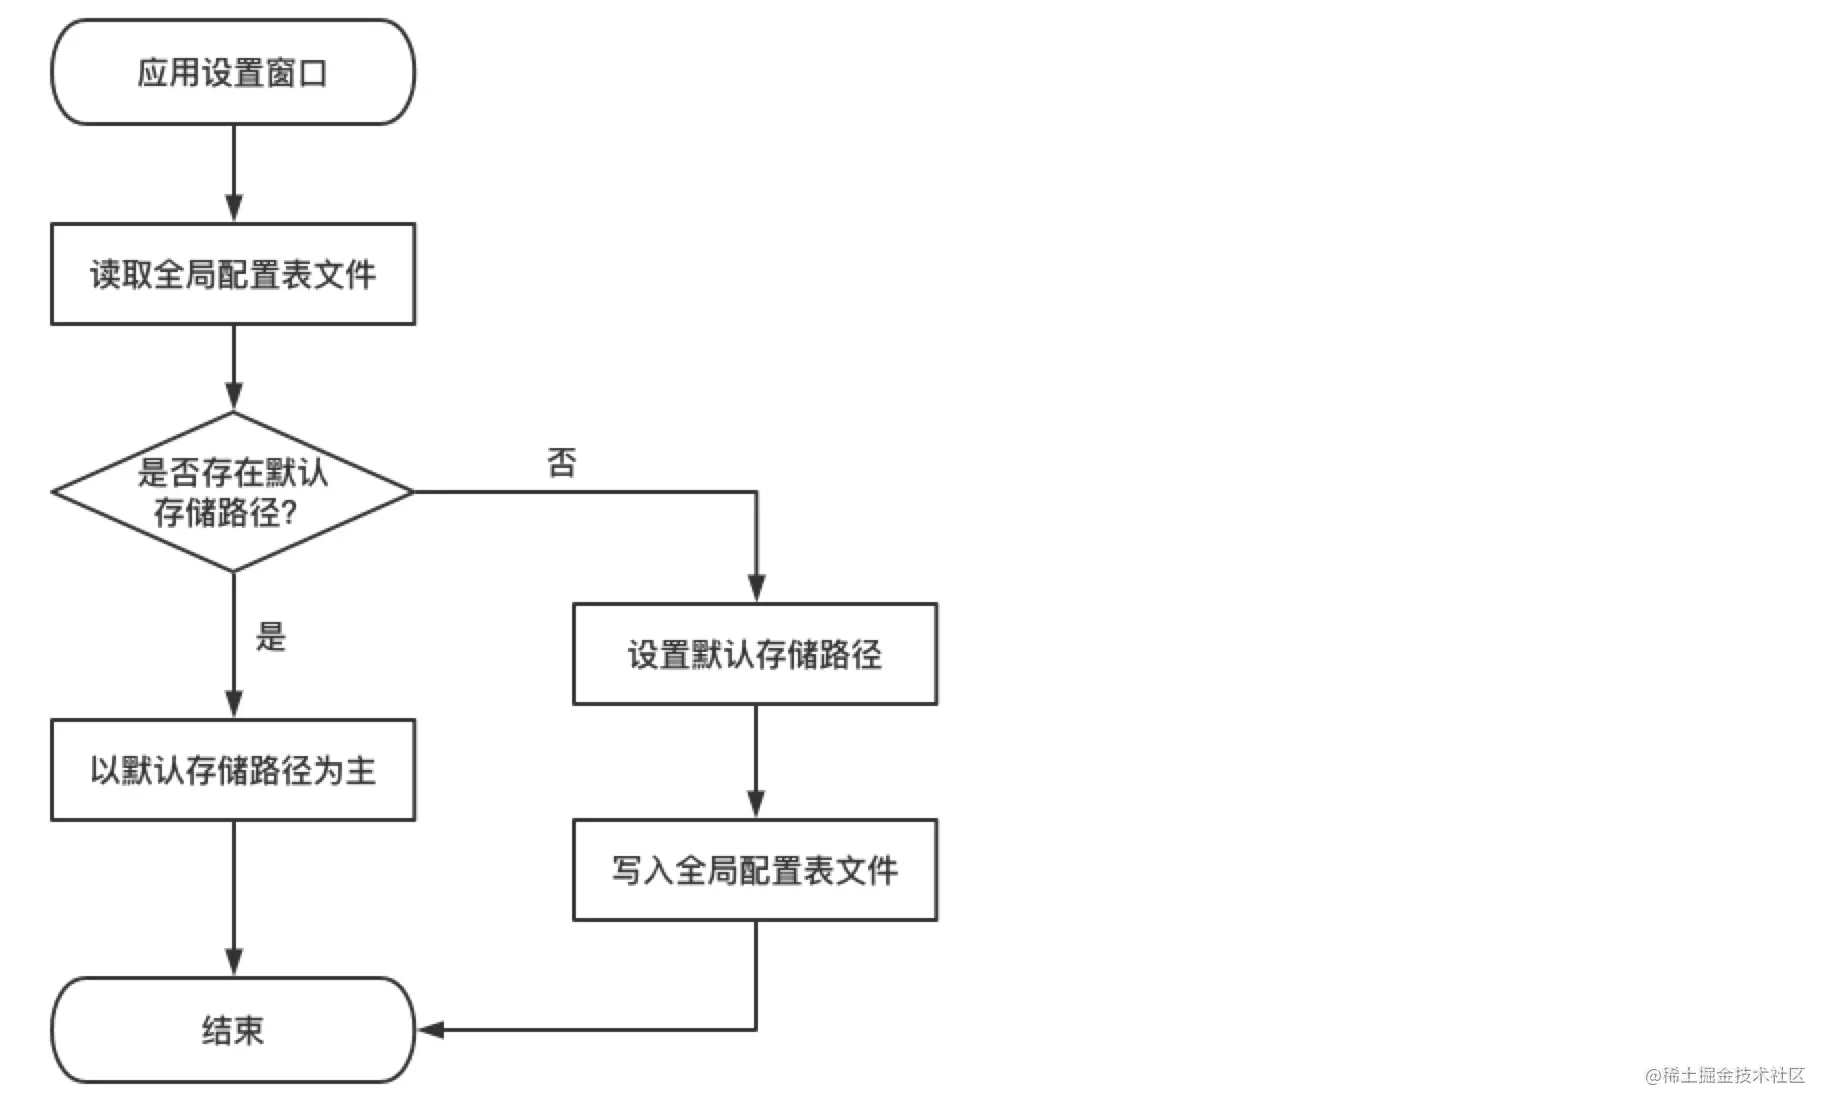 应用设置窗口
读取全局配置表文件
是否存在默认
存储路径?
否
是
设置默认存储路径
以默认存储路径为主
写入全局配置表文件
结束
@稀土掘金技术社区